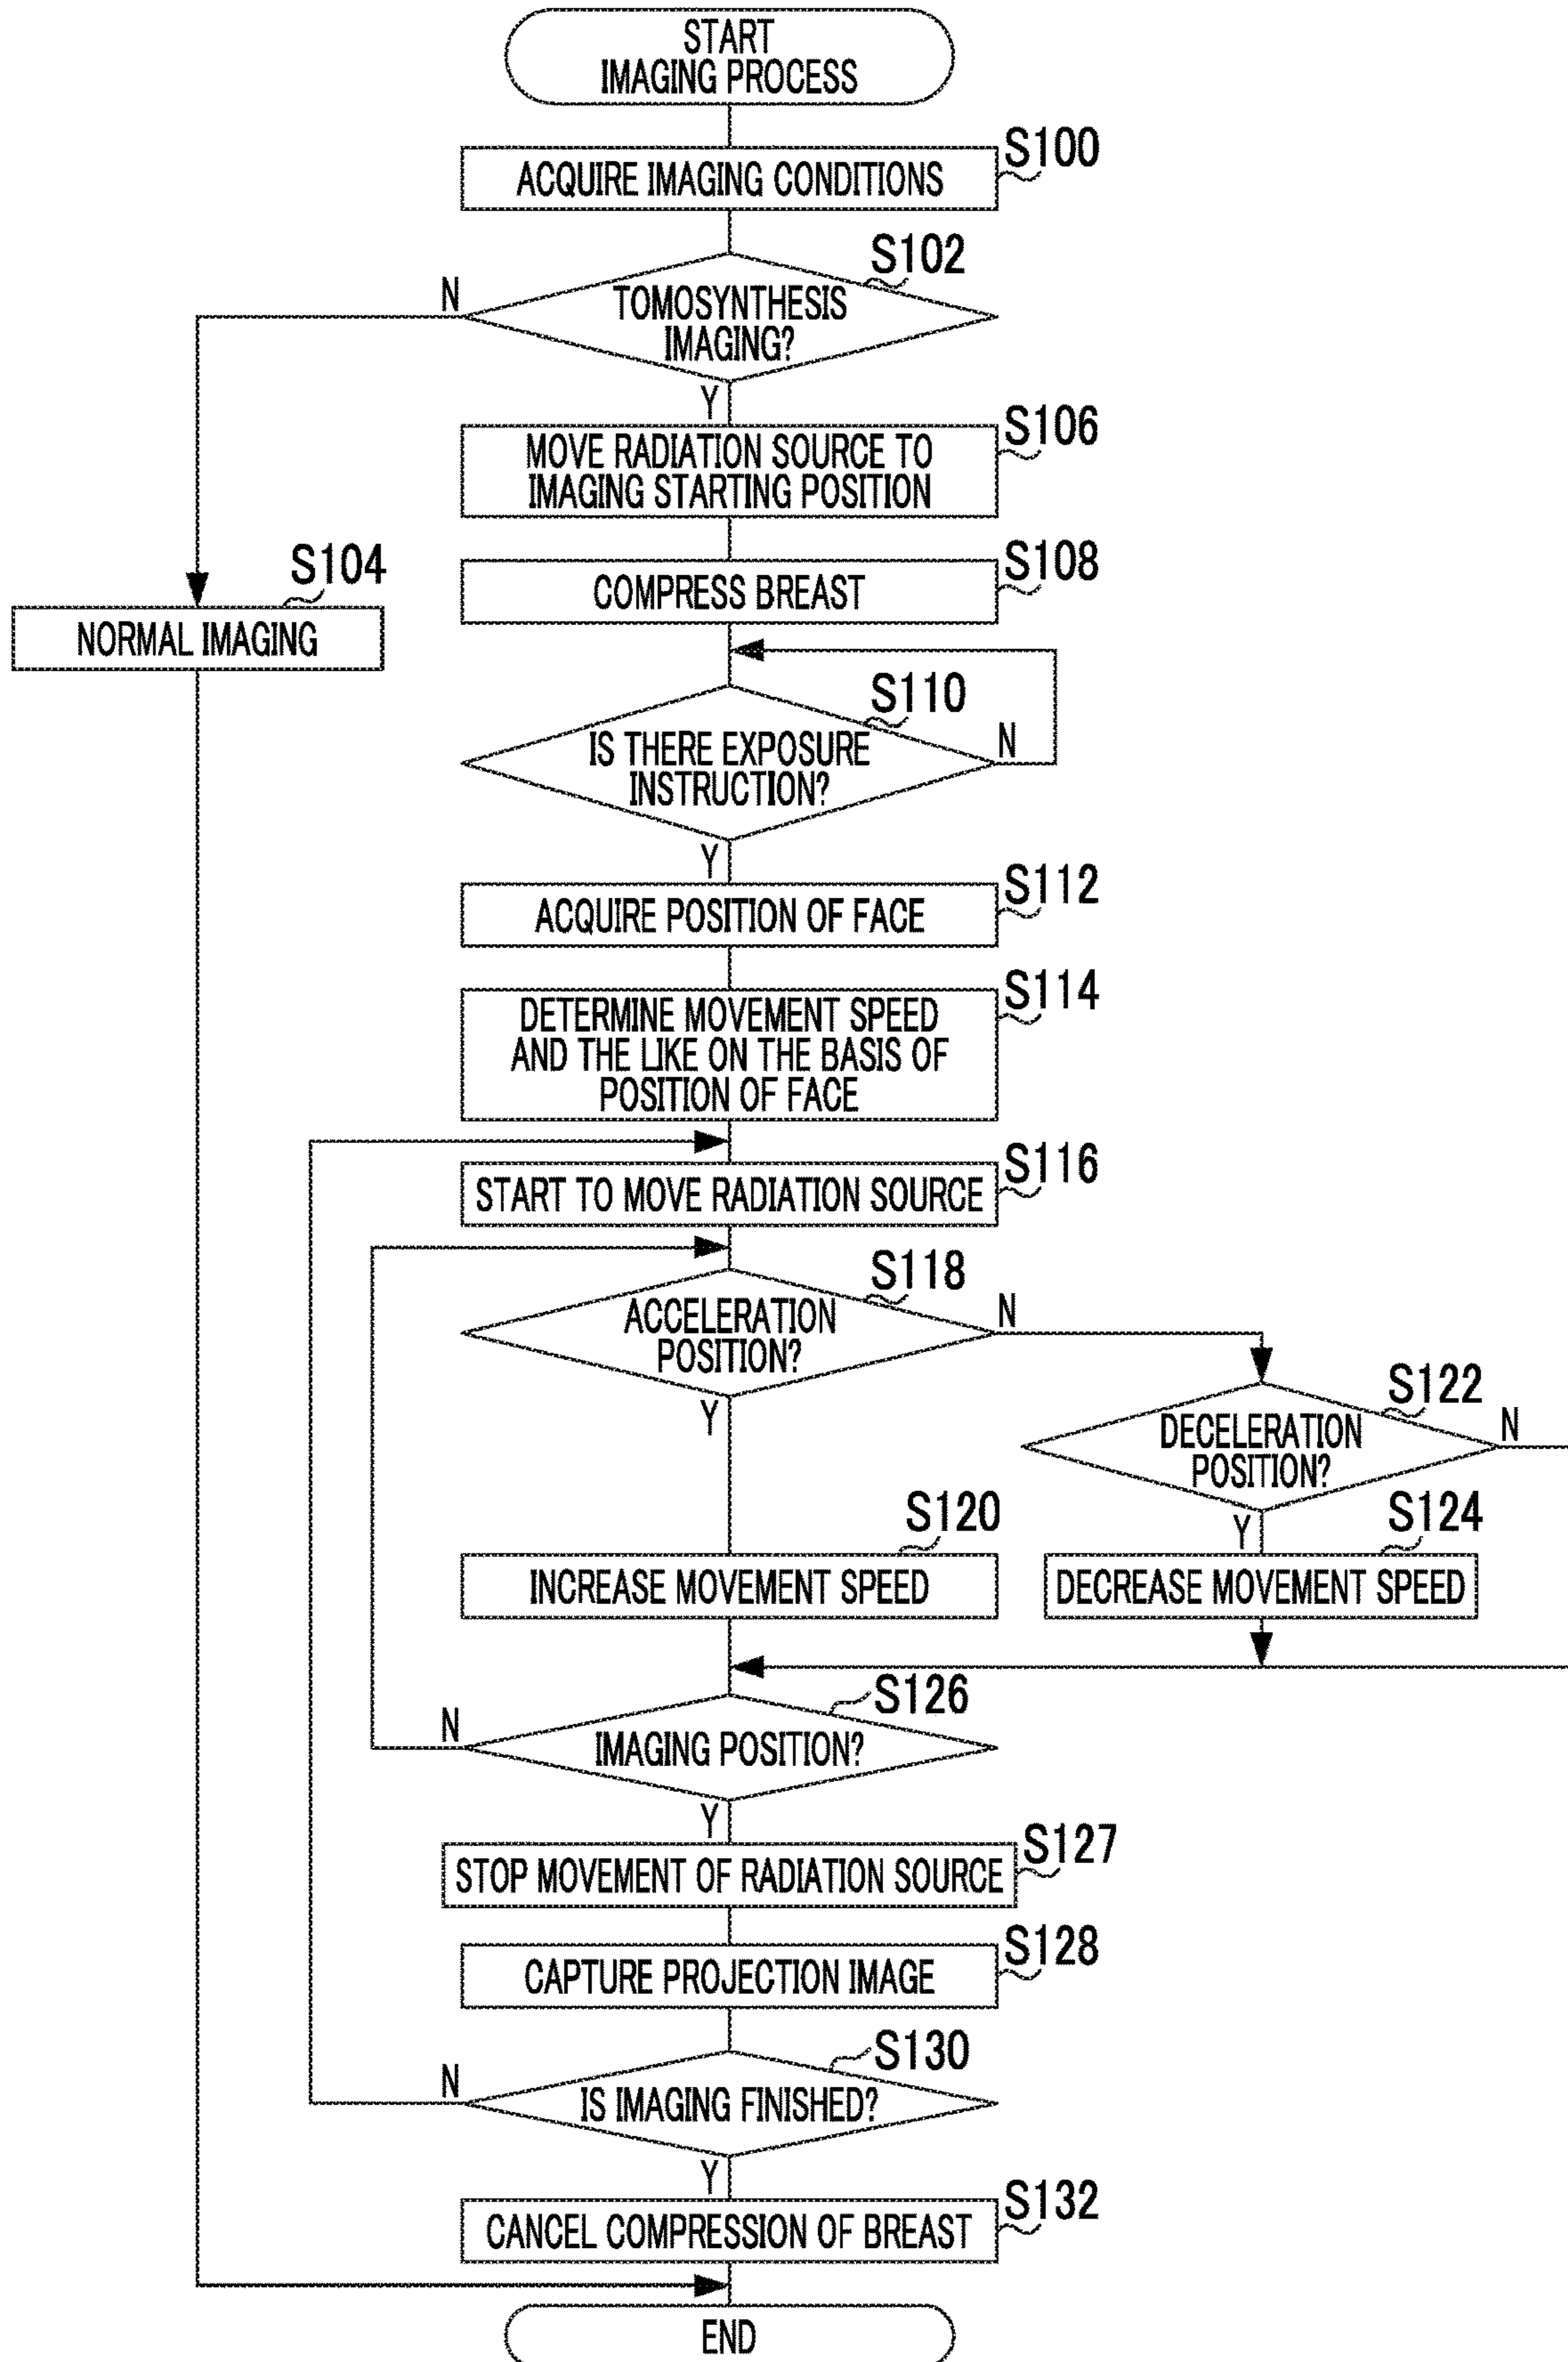 START
IMAGING PROCESS
S100
ACQUIRE IMAGING CONDITIONS
S102
N
TOMOSYNTHESIS
IMAGING?
Y
S106
MOVE RADIATION SOURCE TO
IMAGING STARTING POSITION
S104
NORMAL IMAGING
S108
COMPRESS BREAST
S110
IS THERE EXPOSURE
INSTRUCTION?
N
Y
S112
ACQUIRE POSITION OF FACE
S114
DETERMINE MOVEMENT SPEED
AND THE LIKE ON THE BASIS OF
POSITION OF FACE
S116
START TO MOVE RADIATION SOURCE
S118
ACCELERATION
POSITION?
N
Y
S122
DECELERATION
POSITION?
N
Y
S120
INCREASE MOVEMENT SPEED
S124
DECREASE MOVEMENT SPEED
S126
N
IMAGING POSITION?
Y
S127
STOP MOVEMENT OF RADIATION SOURCE
S128
CAPTURE PROJECTION IMAGE
S130
N
IS IMAGING FINISHED?
Y
S132
CANCEL COMPRESSION OF BREAST
END